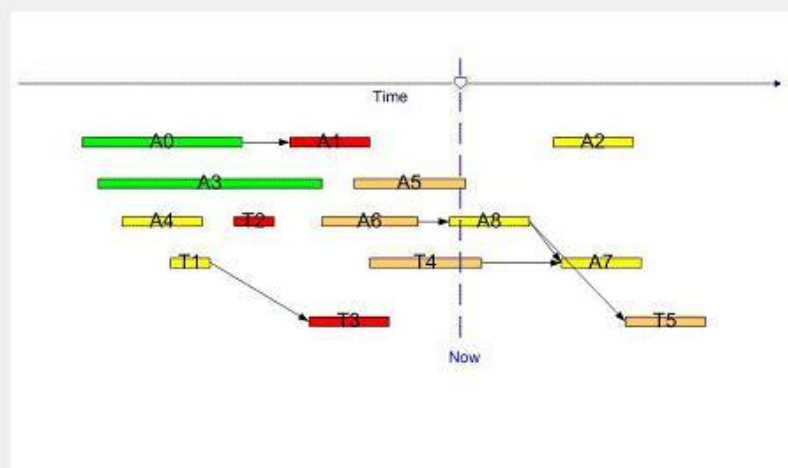 Time
A0 A1 A2
A3 A5
A4 T2 A6 A8
T1 T4 A7
T3 T5
Now